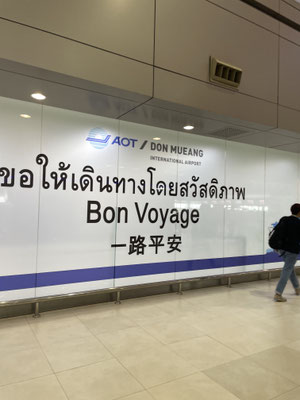 AOT / DON MUEANG
INTERNATIONAL AIRPORT
ขอให้เดินทางโดยสวัสดิภาพ
Bon Voyage
一路平安